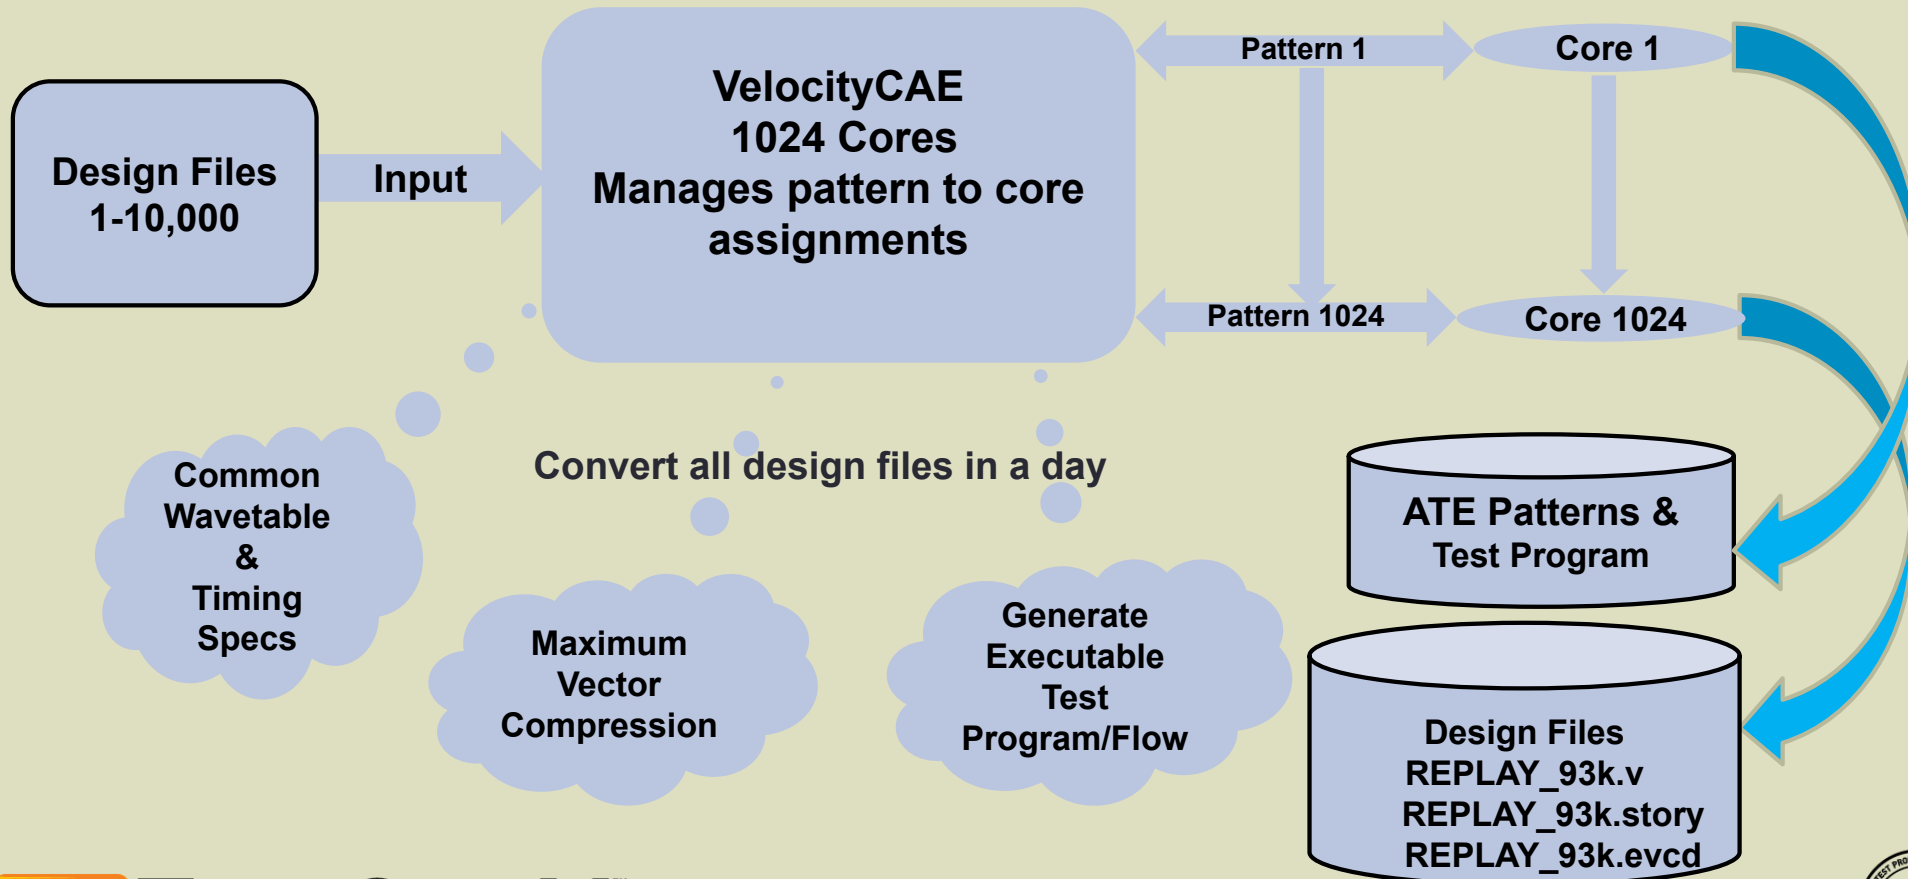 Design Files
1-10,000
Input
VelocityCAE
1024 Cores
Manages pattern to core
assignments
Pattern 1
Core 1
Pattern 1024
Core 1024
Convert all design files in a day
Common
Wavetable
&
Timing
Specs
Maximum
Vector
Compression
Generate
Executable
Test
Program/Flow
ATE Patterns &
Test Program
Design Files
REPLAY_93k.v
REPLAY_93k.story
REPLAY_93k.evcd